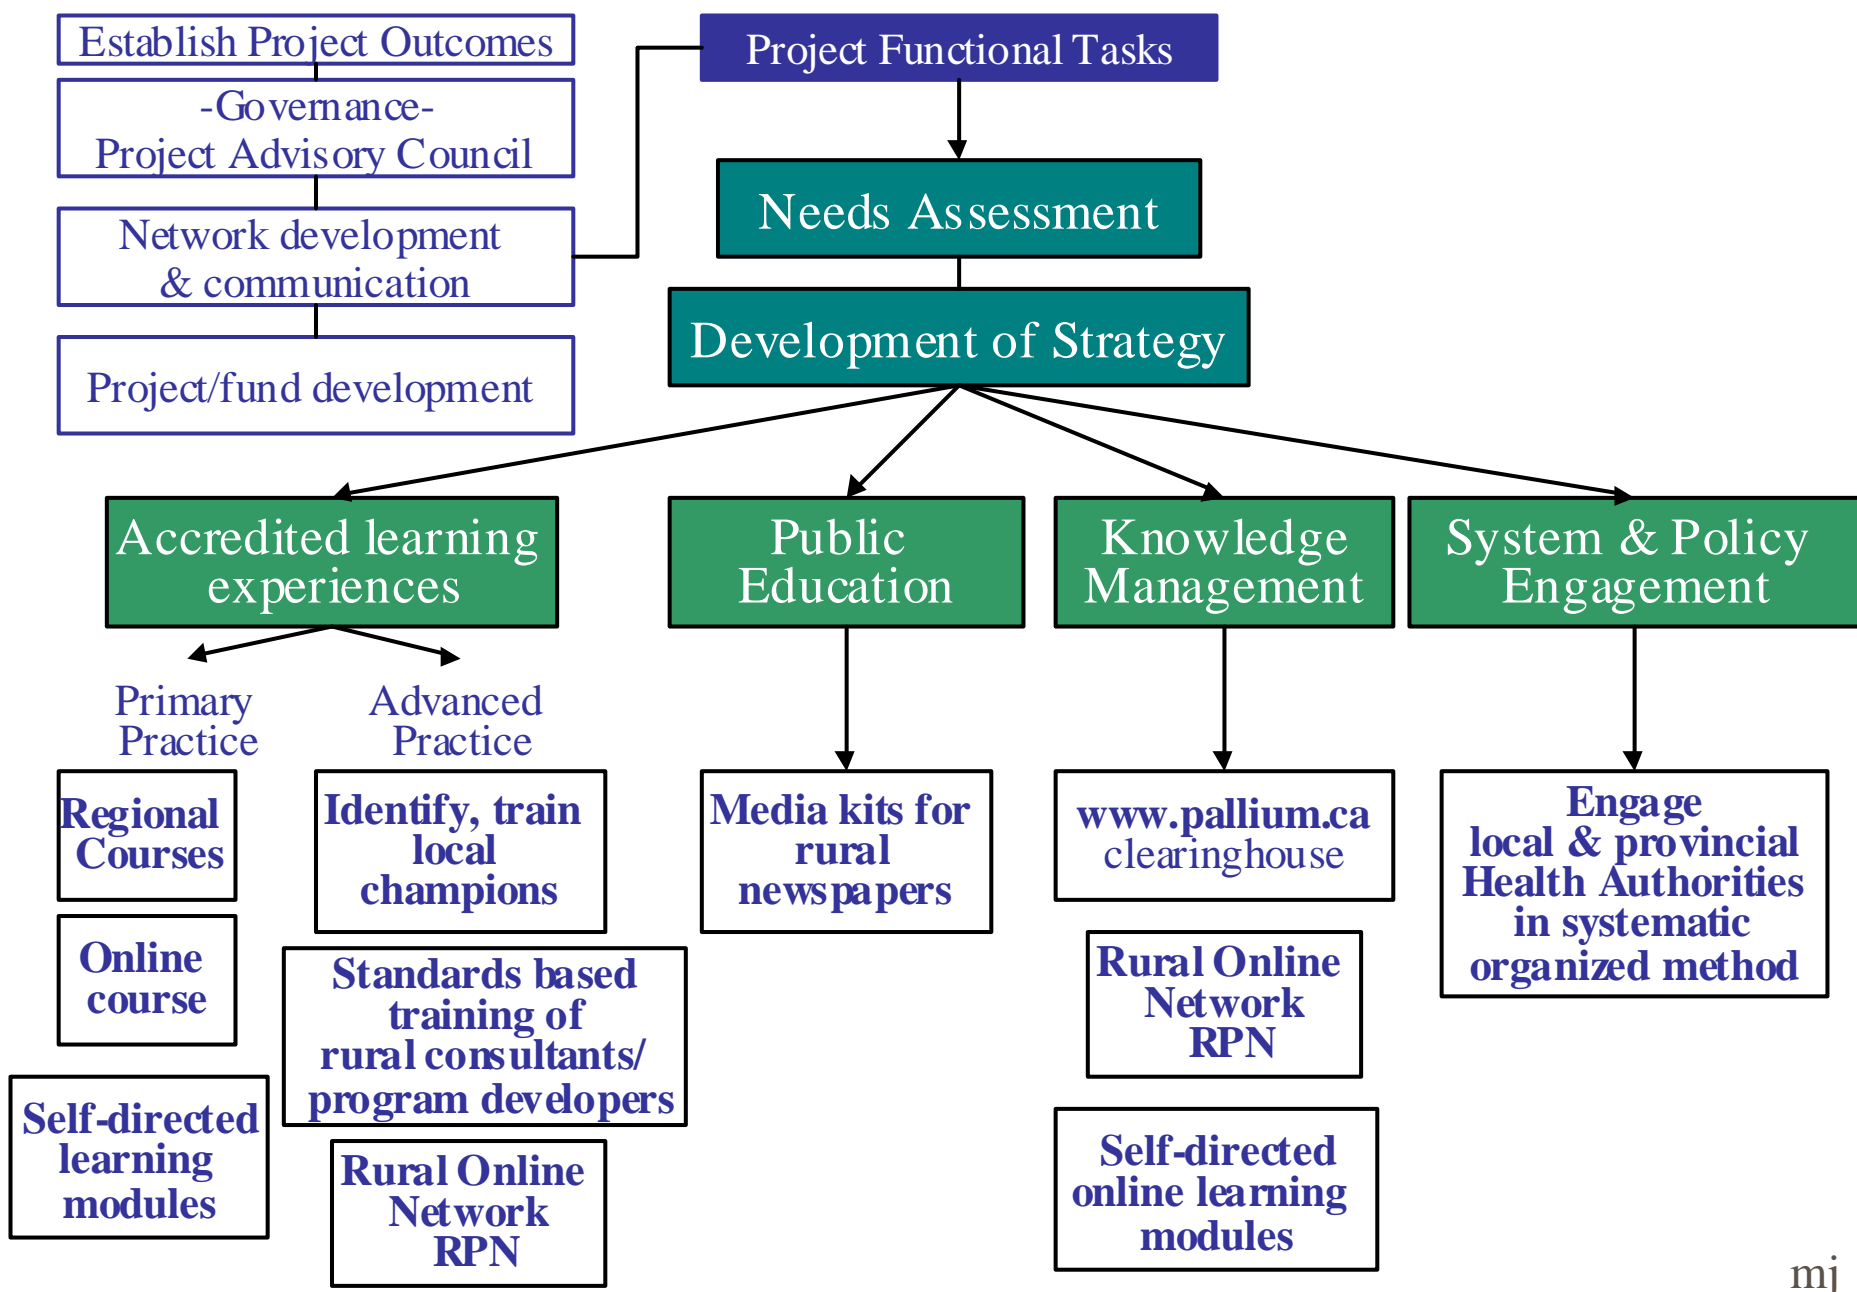 Establish Project Outcomes
-Governance-
Project Advisory Council
Network development
& communication
Project/fund development
Project Functional Tasks
Needs Assessment
Development of Strategy
Accredited learning
experiences
Primary
Practice
Regional
Courses
Online
course
Self-directed
learning
modules
Advanced
Practice
Identify, train
local
champions
Standards based
training of
rural consultants/
program developers
Rural Online
Network
RPN
Public
Education
Media kits for
rural
newspapers
Knowledge
Management
www.pallium.ca
clearinghouse
Rural Online
Network
RPN
Self-directed
online learning
modules
System & Policy
Engagement
Engage
local & provincial
Health Authorities
in systematic
organized method
mj